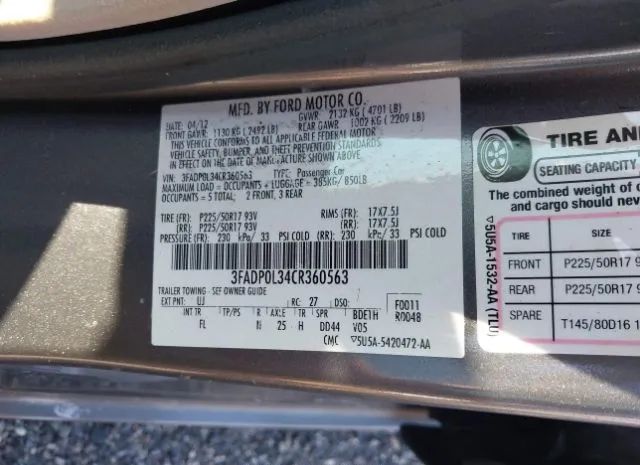 MFD. BY FORD MOTOR CO.
DATE: 04/12 GVWR: 2132 KG ( 4701 LB)
FRONT GAWR: 1130 KG ( 2492 LB) REAR GAWR: 1002 KG ( 2209 LB)
THIS VEHICLE CONFORMS TO ALL APPLICABLE FEDERAL MOTOR
VEHICLE SAFETY, BUMPER, AND THEFT PREVENTION STANDARDS
IN EFFECT ON THE DATE OF MANUFACTURE SHOWN ABOVE.
VIN: 3FADP0L34CR360563 TYPE: Passenger Car
MAXIMUM LOAD = OCCUPANTS + LUGGAGE = 385KG/ 850LB
OCCUPANTS = 5 TOTAL: 2 FRONT, 3 REAR
TIRE (FR): P225/50R17 93V RIMS (FR): 17X7.5J
(RR): P225/50R17 93V (RR): 17X7.5J
PRESSURE (FR): 230 kPa/ 33 PSI COLD (RR): 230 kPa/ 33 PSI COLD
3FADP0L34CR360563
TRAILER TOWING - SEE OWNER GUIDE
EXT PNT: UJ RC: 27 DSO: F0011
INT TR TP/PS R AXLE TR SPR BDE1H R0048
FL N 25 H DD44 V05
CMC ▽5U5A-5420472-AA
TIRE AN
SEATING CAPACITY
The combined weight of
and cargo should neve
TIRE SIZE
FRONT P225/50R17 9
REAR P225/50R17 9
SPARE T145/80D16 1
▽5U5A-1532-AA (TLU)